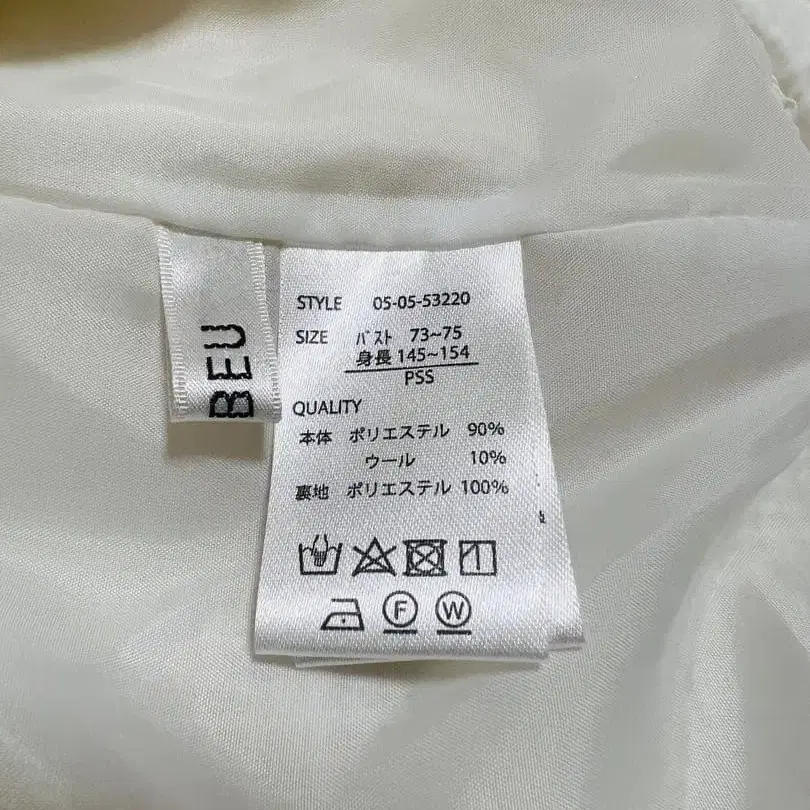 BEU
STYLE 05-05-53220
SIZE バスト 73~75
身長 145~154
PSS
QUALITY
本体 ポリエステル 90%
ウール 10%
裏地 ポリエステル 100%
F W